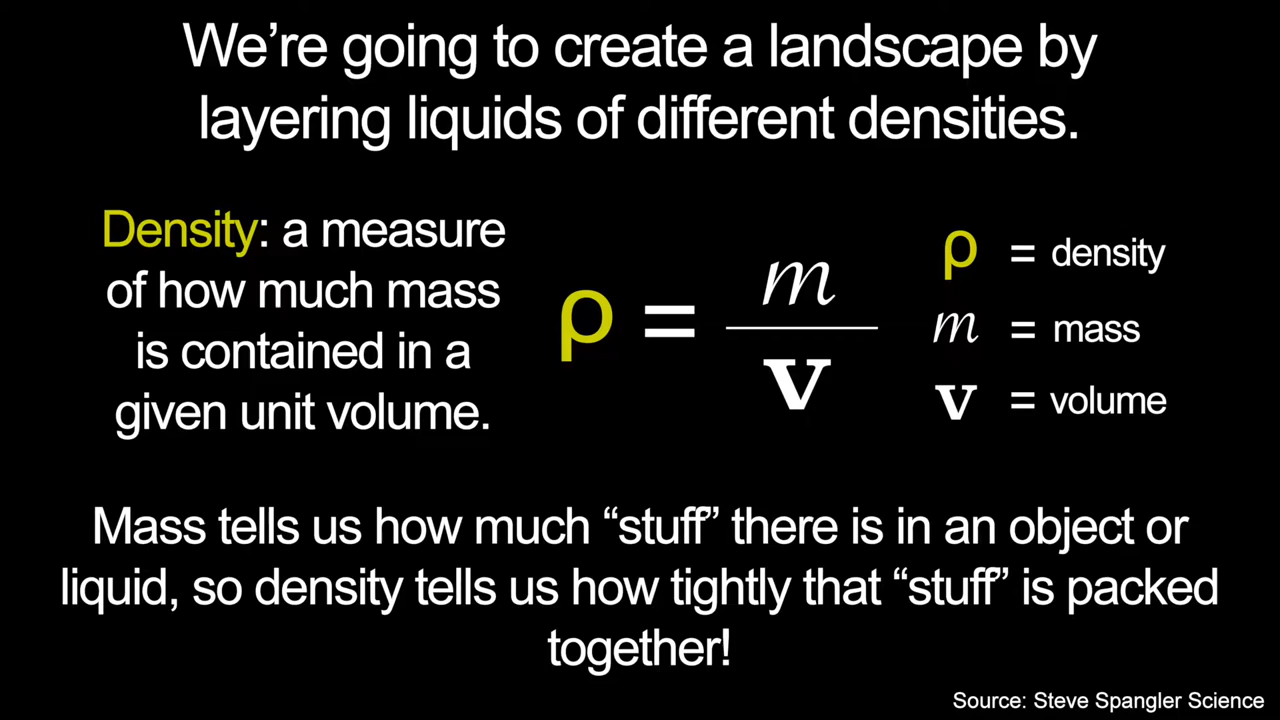 We’re going to create a landscape by
layering liquids of different densities.
Density: a measure
of how much mass
is contained in a
given unit volume.
ρ = m
v
ρ = density
m = mass
v = volume
Mass tells us how much “stuff” there is in an object or
liquid, so density tells us how tightly that “stuff” is packed
together!
Source: Steve Spangler Science